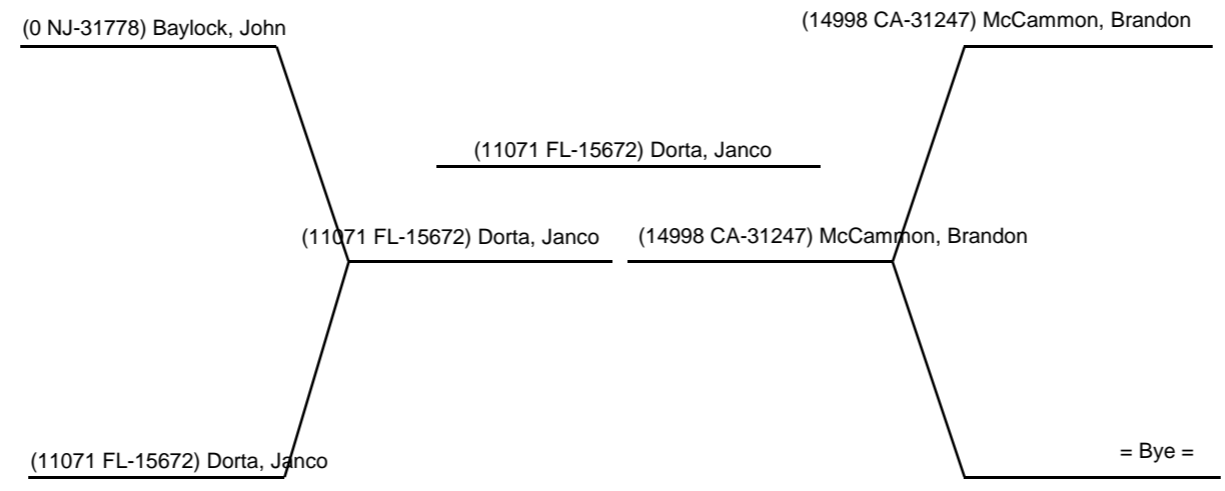 (0 NJ-31778) Baylock, John
(14998 CA-31247) McCammon, Brandon
(11071 FL-15672) Dorta, Janco
(11071 FL-15672) Dorta, Janco
(14998 CA-31247) McCammon, Brandon
(11071 FL-15672) Dorta, Janco
= Bye =